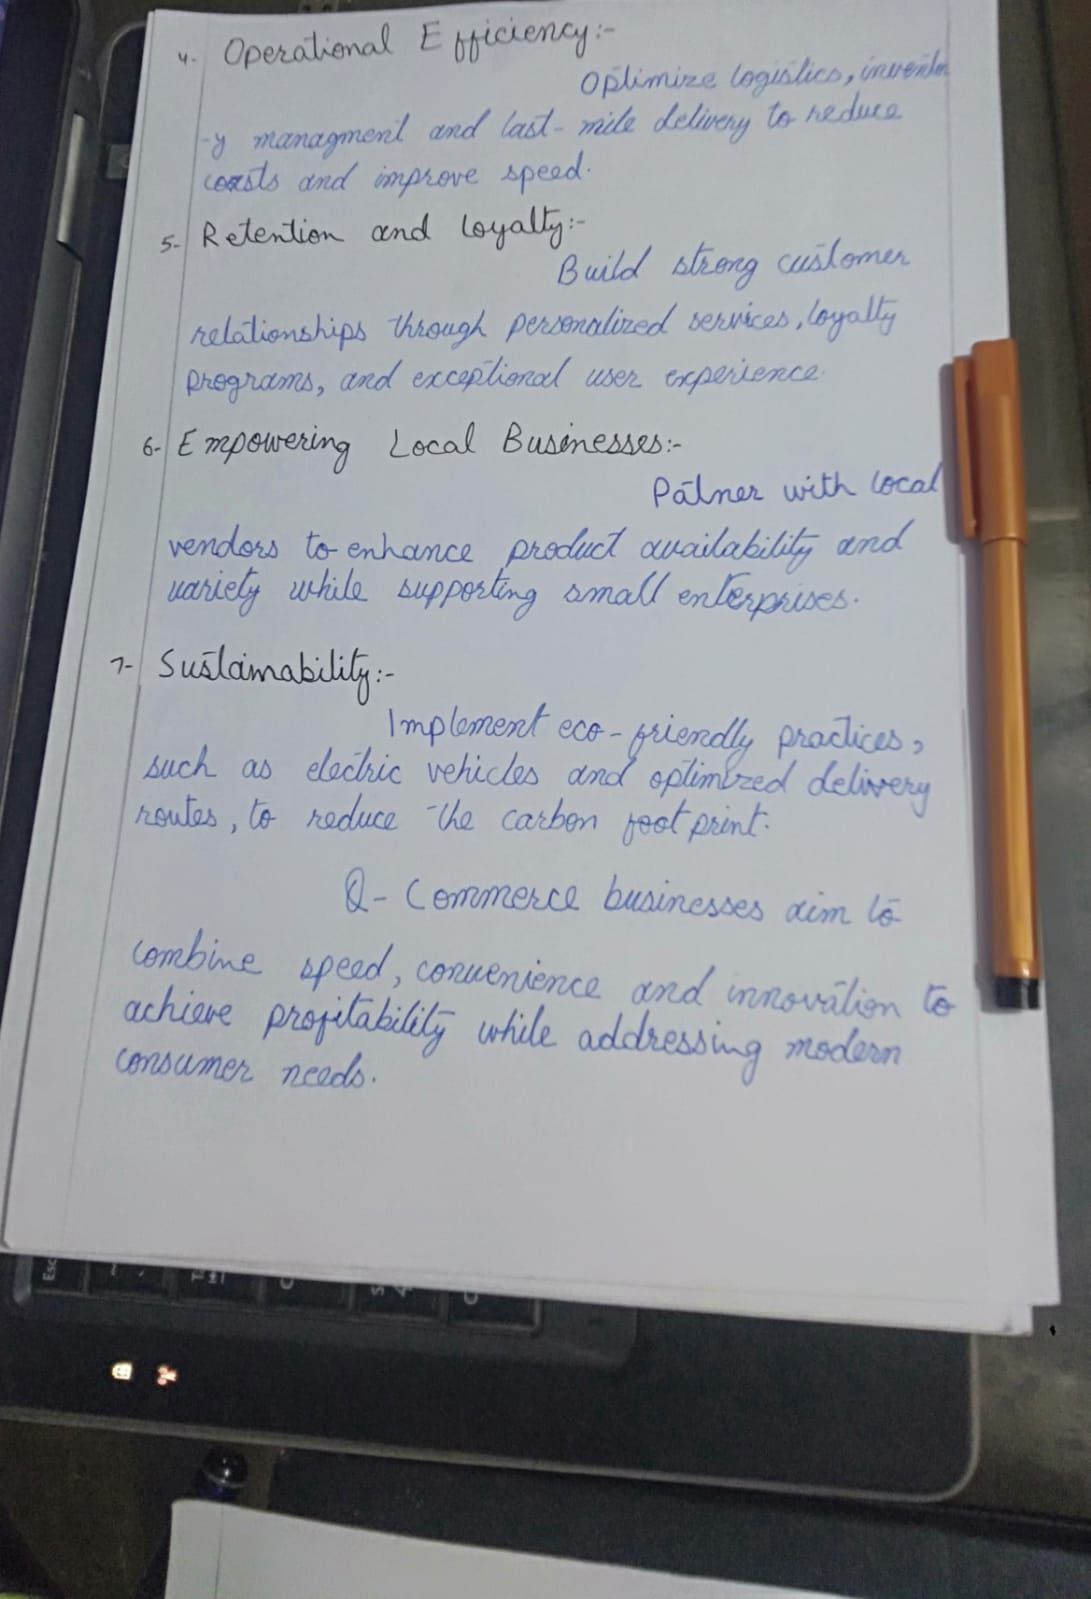 4- Operational Efficiency:-
Optimize logistics, inventor
-y managment and last-mile delivery to reduce
costs and improve speed.
5- Retention and Loyalty:-
Build strong customer
relationships through personalized services, loyalty
programs, and exceptional user experience.
6- Empowering Local Businesses:-
Patner with local
vendors to enhance product availability and
variety while supporting small enterprises.
7- Sustainability:-
Implement eco-friendly practices,
such as electric vehicles and optimized delivery
routes, to reduce the carbon foot print.
Q-Commerce businesses aim to
combine speed, convenience and innovation to
achieve profitability while addressing modern
consumer needs.
Esc